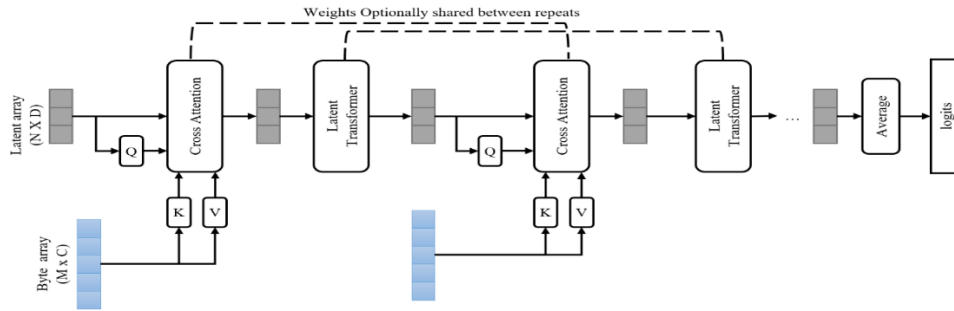 Weights Optionally shared between repeats
Latent array
(N X D)
Q
Cross Attention
K
V
Latent
Transformer
Q
Cross Attention
K
V
Latent
Transformer
...
Average
logits
Byte array
(M x C)